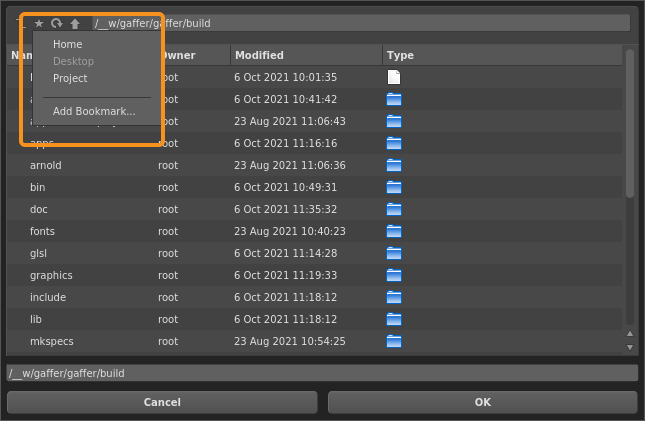 /__w/gaffer/gaffer/build
Home
Desktop
Project
Add Bookmark...
Owner Modified Type
root 6 Oct 2021 10:01:35
root 6 Oct 2021 10:41:42
root 23 Aug 2021 11:06:43
apps root 6 Oct 2021 11:16:16
arnold root 23 Aug 2021 11:06:36
bin root 6 Oct 2021 10:49:31
doc root 6 Oct 2021 11:35:32
fonts root 23 Aug 2021 10:40:23
glsl root 6 Oct 2021 11:14:28
graphics root 6 Oct 2021 11:19:33
include root 6 Oct 2021 11:18:12
lib root 6 Oct 2021 11:18:12
mkspecs root 23 Aug 2021 10:54:25
/__w/gaffer/gaffer/build
Cancel OK